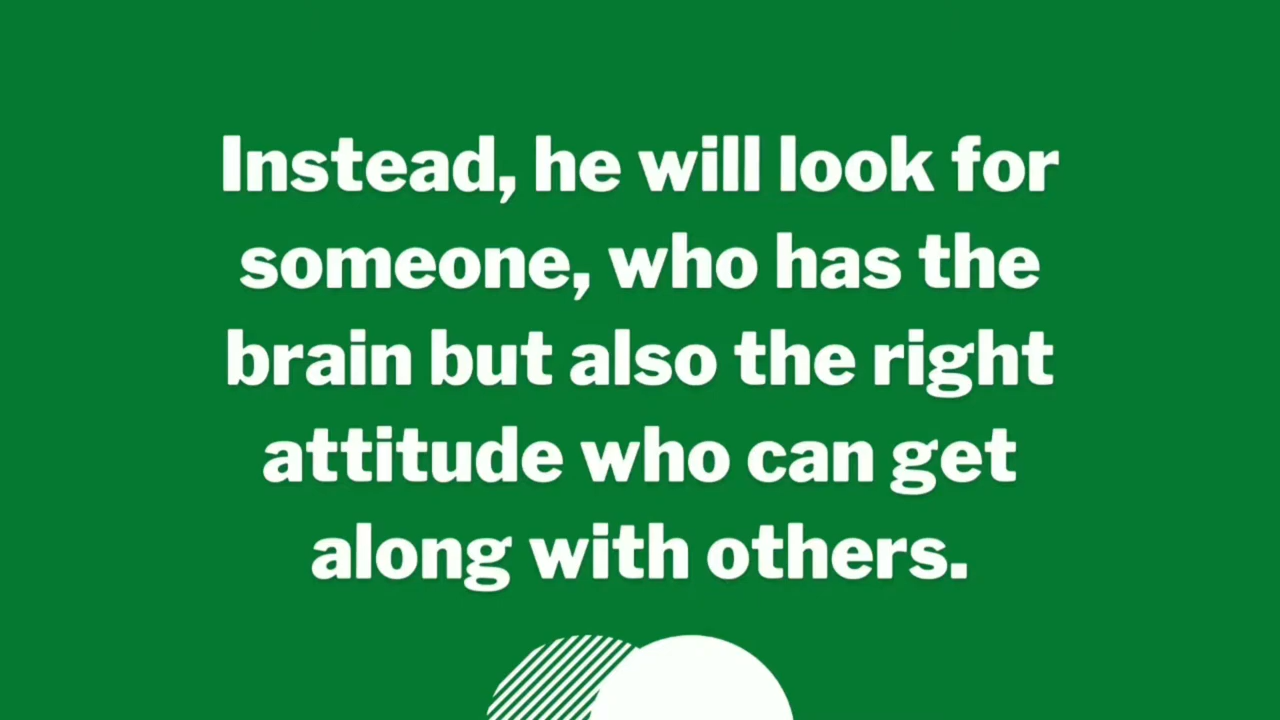 Instead, he will look for
someone, who has the
brain but also the right
attitude who can get
along with others.